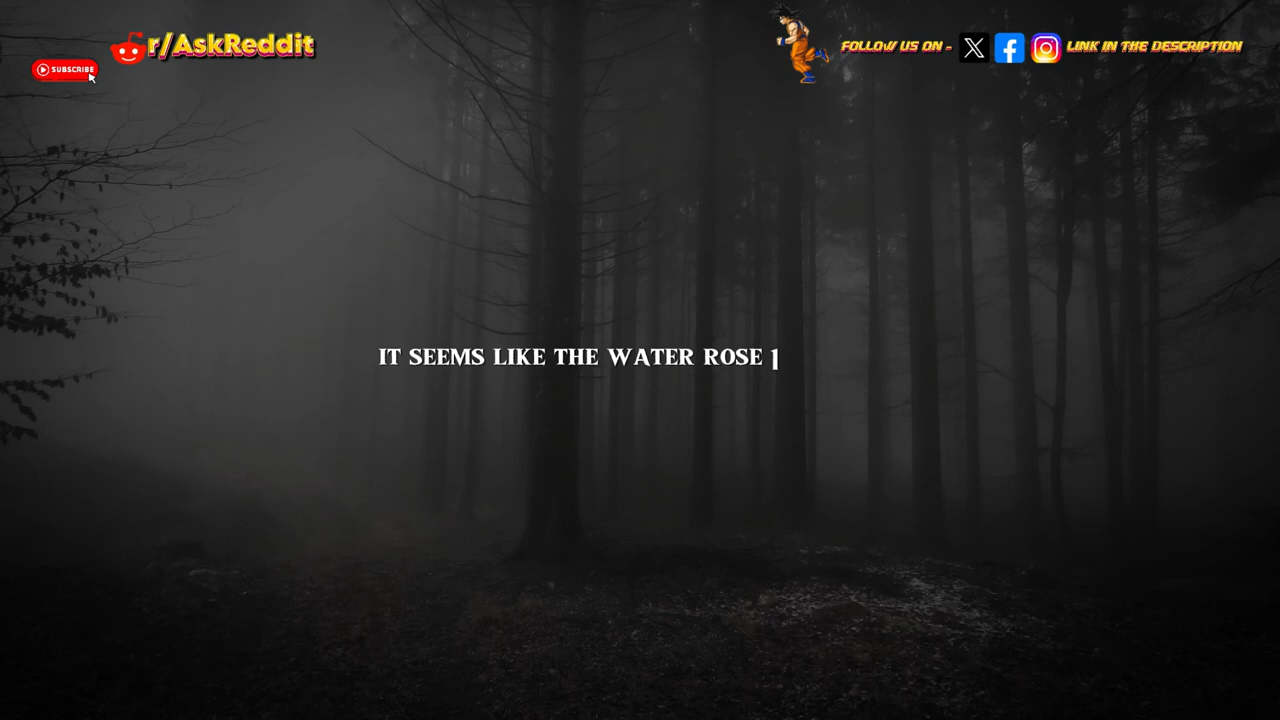 r/AskReddit
SUBSCRIBE
FOLLOW US ON -
LINK IN THE DESCRIPTION
IT SEEMS LIKE THE WATER ROSE 1